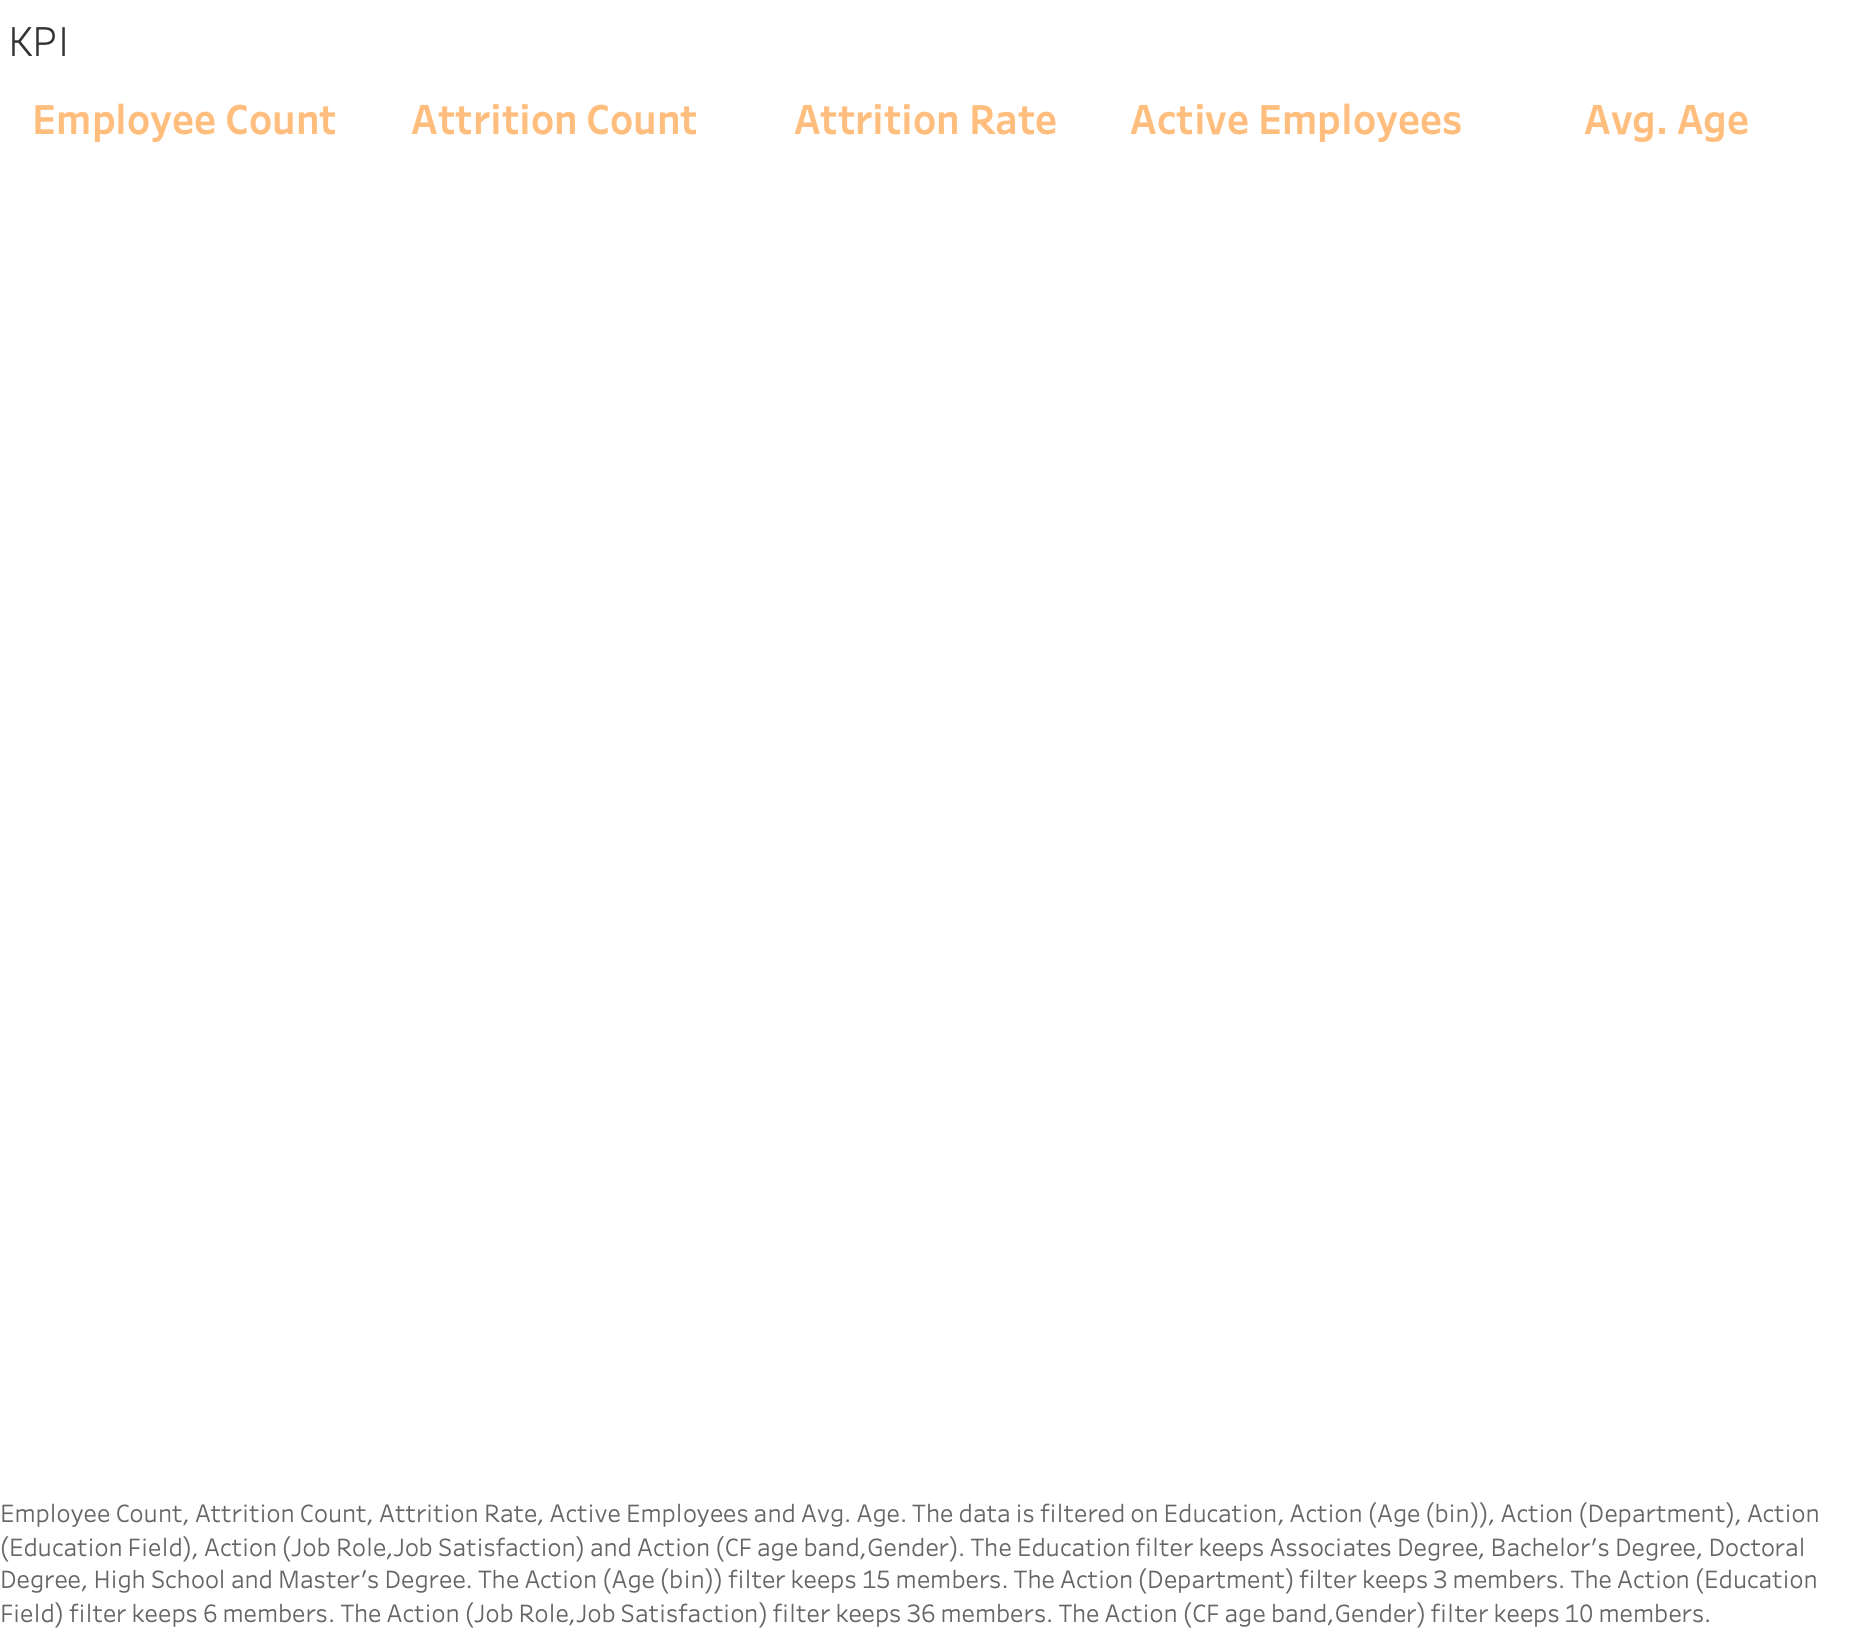 KPI
Employee Count Attrition Count Attrition Rate Active Employees Avg. Age
Employee Count, Attrition Count, Attrition Rate, Active Employees and Avg. Age. The data is filtered on Education, Action (Age (bin)), Action (Department), Action
(Education Field), Action (Job Role,Job Satisfaction) and Action (CF age band,Gender). The Education filter keeps Associates Degree, Bachelor's Degree, Doctoral
Degree, High School and Master's Degree. The Action (Age (bin)) filter keeps 15 members. The Action (Department) filter keeps 3 members. The Action (Education
Field) filter keeps 6 members. The Action (Job Role,Job Satisfaction) filter keeps 36 members. The Action (CF age band,Gender) filter keeps 10 members.